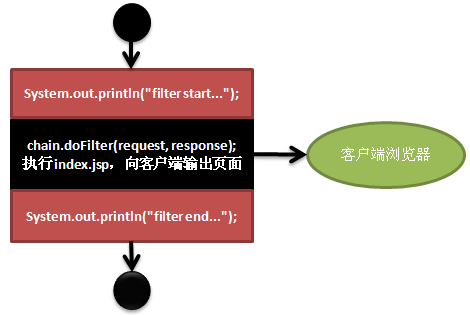 System.out.println("filter start...");
chain.doFilter(request, response);
执行index.jsp，向客户端输出页面
客户端浏览器
System.out.println("filter end...");